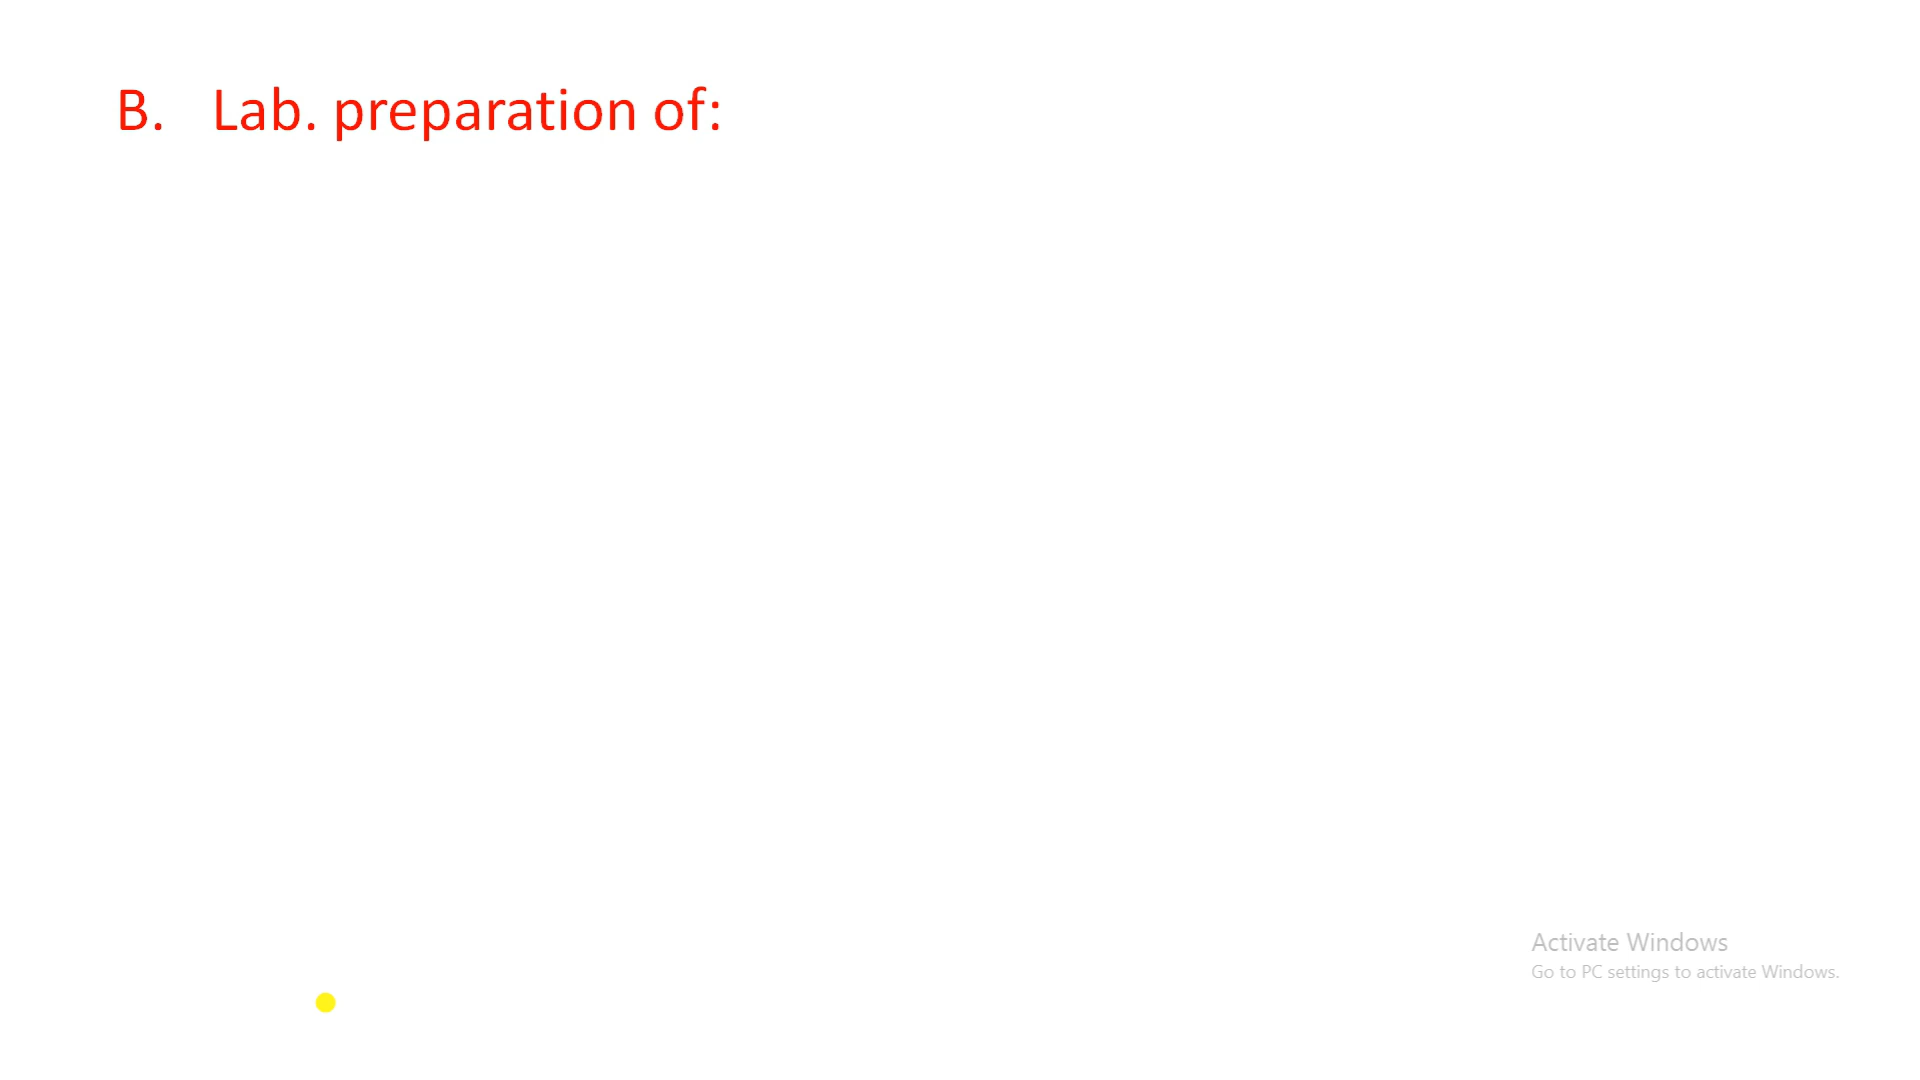 B. Lab. preparation of:
Activate Windows
Go to PC settings to activate Windows.